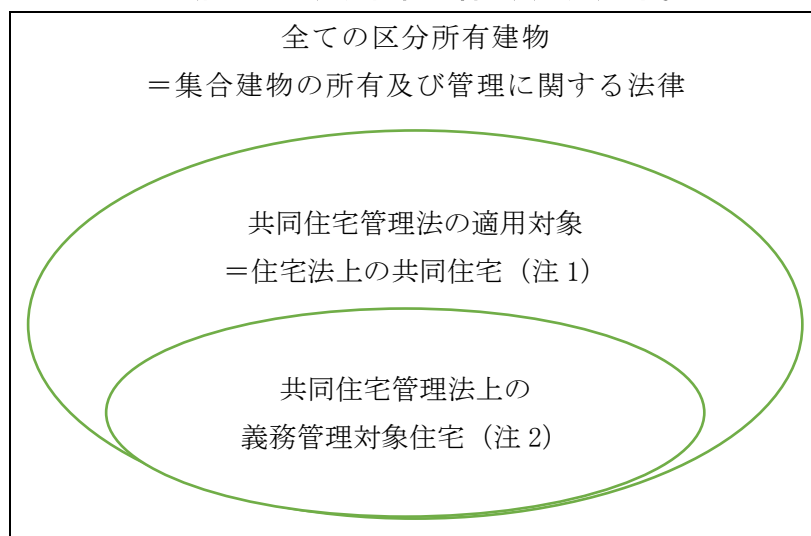 全ての区分所有建物
＝集合建物の所有及び管理に関する法律
共同住宅管理法の適用対象
＝住宅法上の共同住宅（注 1）
共同住宅管理法上の
義務管理対象住宅（注 2）